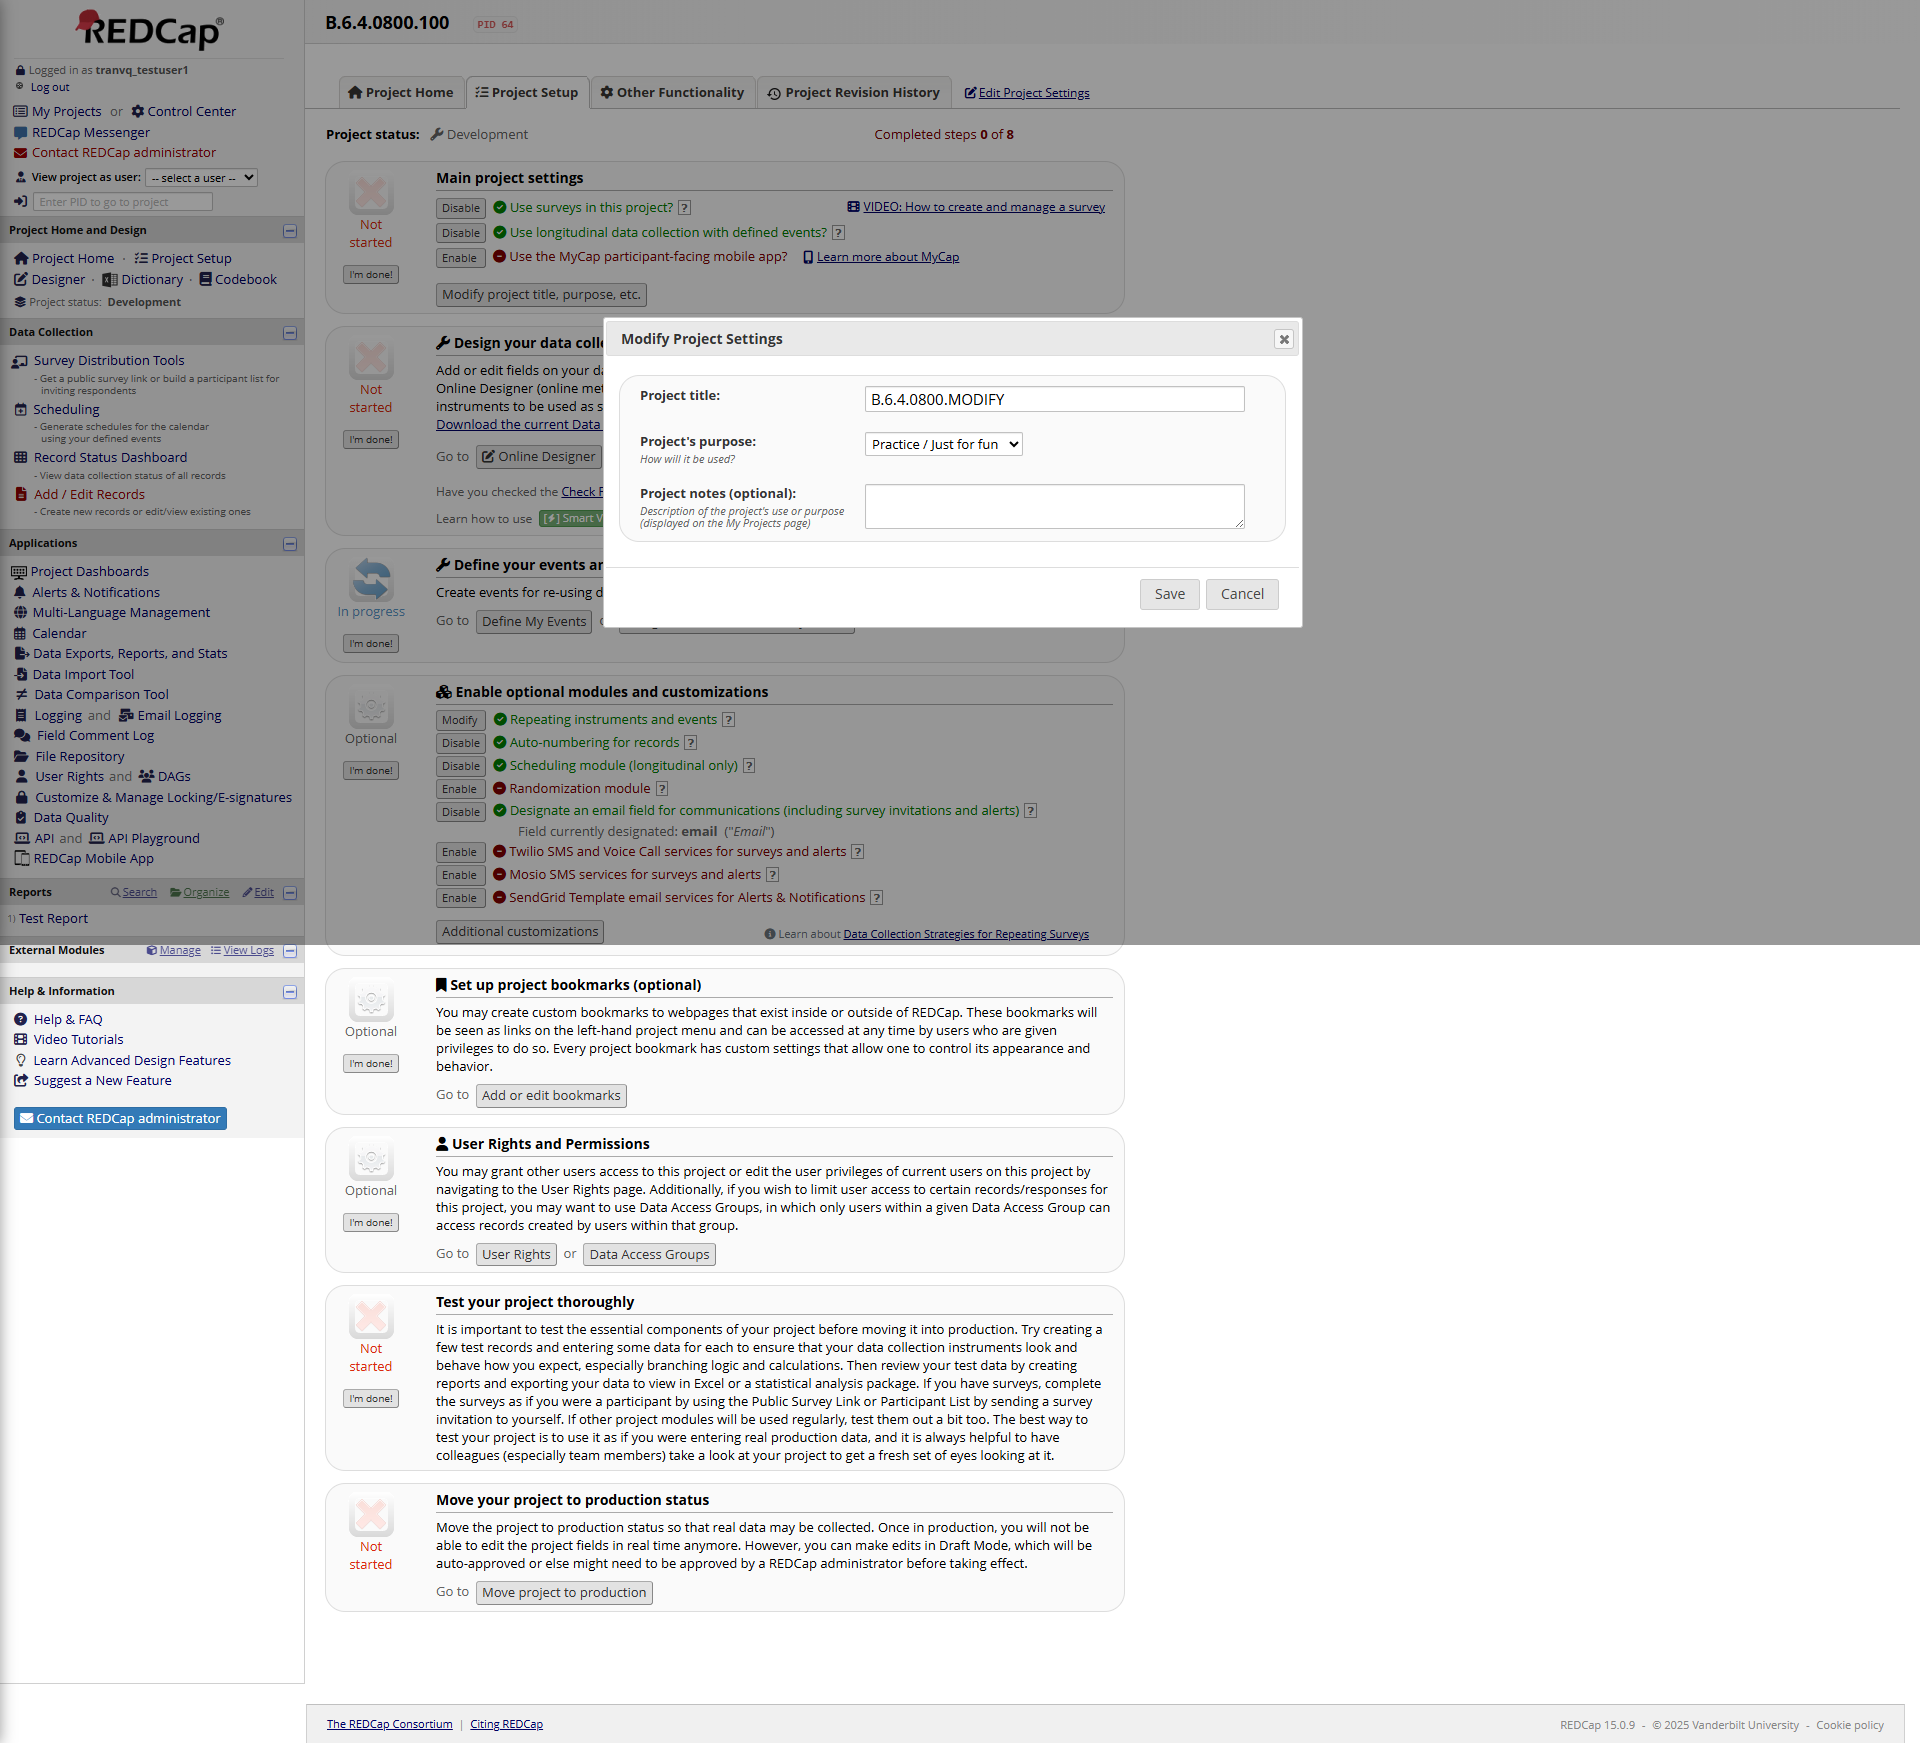 REDCap®
Logged in as tranvq_testuser1
Log out
My Projects or Control Center
REDCap Messenger
Contact REDCap administrator
View project as user: -- select a user --
Enter PID to go to project
Project Home and Design
Project Home · Project Setup
Designer · Dictionary · Codebook
Project status: Development
Data Collection
Survey Distribution Tools
- Get a public survey link or build a participant list for
inviting respondents
Scheduling
- Generate schedules for the calendar
using your defined events
Record Status Dashboard
- View data collection status of all records
Add / Edit Records
- Create new records or edit/view existing ones
Applications
Project Dashboards
Alerts & Notifications
Multi-Language Management
Calendar
Data Exports, Reports, and Stats
Data Import Tool
Data Comparison Tool
Logging and Email Logging
Field Comment Log
File Repository
User Rights and DAGs
Customize & Manage Locking/E-signatures
Data Quality
API and API Playground
REDCap Mobile App
Reports Search Organize Edit
1) Test Report
External Modules Manage View Logs
Help & Information
Help & FAQ
Video Tutorials
Learn Advanced Design Features
Suggest a New Feature
Contact REDCap administrator
B.6.4.0800.100 PID 64
Project Home Project Setup Other Functionality Project Revision History Edit Project Settings
Project status: Development Completed steps 0 of 8
Not
started
I'm done!
Main project settings
Disable Use surveys in this project? ? VIDEO: How to create and manage a survey
Disable Use longitudinal data collection with defined events? ?
Enable Use the MyCap participant-facing mobile app? Learn more about MyCap
Modify project title, purpose, etc.
Not
started
I'm done!
Design your data coll
Add or edit fields on your d
Online Designer (online met
instruments to be used as s
Download the current Data
Go to Online Designer
Have you checked the Check
Learn how to use Smart V
Modify Project Settings
Project title: B.6.4.0800.MODIFY
Project's purpose: Practice / Just for fun
How will it be used?
Project notes (optional):
Description of the project's use or purpose
(displayed on the My Projects page)
Save Cancel
In progress
I'm done!
Define your events ar
Create events for re-using d
Go to Define My Events
Optional
I'm done!
Enable optional modules and customizations
Modify Repeating instruments and events ?
Disable Auto-numbering for records ?
Disable Scheduling module (longitudinal only) ?
Enable Randomization module ?
Disable Designate an email field for communications (including survey invitations and alerts) ?
Field currently designated: email ("Email")
Enable Twilio SMS and Voice Call services for surveys and alerts ?
Enable Mosio SMS services for surveys and alerts ?
Enable SendGrid Template email services for Alerts & Notifications ?
Additional customizations Learn about Data Collection Strategies for Repeating Surveys
Optional
I'm done!
Set up project bookmarks (optional)
You may create custom bookmarks to webpages that exist inside or outside of REDCap. These bookmarks will
be seen as links on the left-hand project menu and can be accessed at any time by users who are given
privileges to do so. Every project bookmark has custom settings that allow one to control its appearance and
behavior.
Go to Add or edit bookmarks
Optional
I'm done!
User Rights and Permissions
You may grant other users access to this project or edit the user privileges of current users on this project by
navigating to the User Rights page. Additionally, if you wish to limit user access to certain records/responses for
this project, you may want to use Data Access Groups, in which only users within a given Data Access Group can
access records created by users within that group.
Go to User Rights or Data Access Groups
Not
started
I'm done!
Test your project thoroughly
It is important to test the essential components of your project before moving it into production. Try creating a
few test records and entering some data for each to ensure that your data collection instruments look and
behave how you expect, especially branching logic and calculations. Then review your test data by creating
reports and exporting your data to view in Excel or a statistical analysis package. If you have surveys, complete
the surveys as if you were a participant by using the Public Survey Link or Participant List by sending a survey
invitation to yourself. If other project modules will be used regularly, test them out a bit too. The best way to
test your project is to use it as if you were entering real production data, and it is always helpful to have
colleagues (especially team members) take a look at your project to get a fresh set of eyes looking at it.
Not
started
Move your project to production status
Move the project to production status so that real data may be collected. Once in production, you will not be
able to edit the project fields in real time anymore. However, you can make edits in Draft Mode, which will be
auto-approved or else might need to be approved by a REDCap administrator before taking effect.
Go to Move project to production
The REDCap Consortium | Citing REDCap
REDCap 15.0.9 - © 2025 Vanderbilt University - Cookie policy